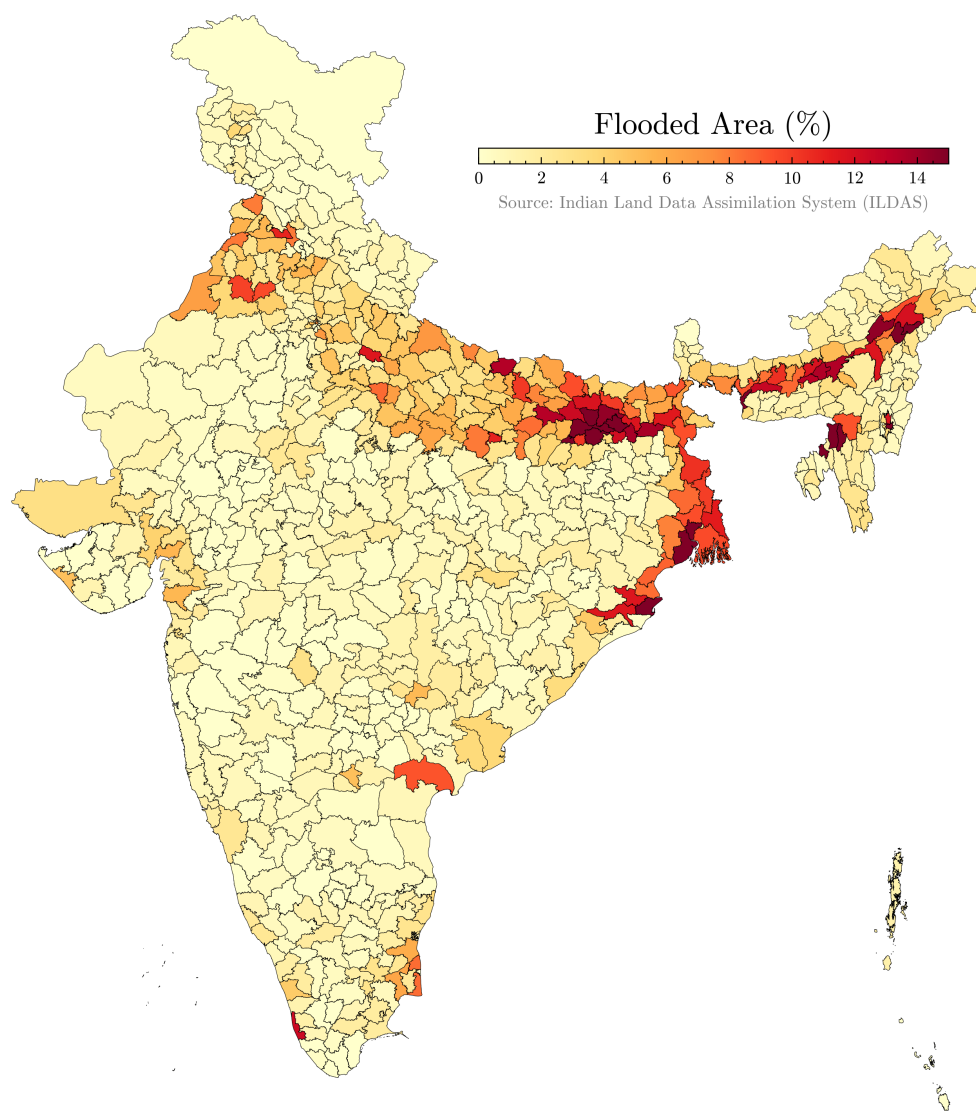 Flooded Area (%)
0 2 4 6 8 10 12 14
Source: Indian Land Data Assimilation System (ILDAS)